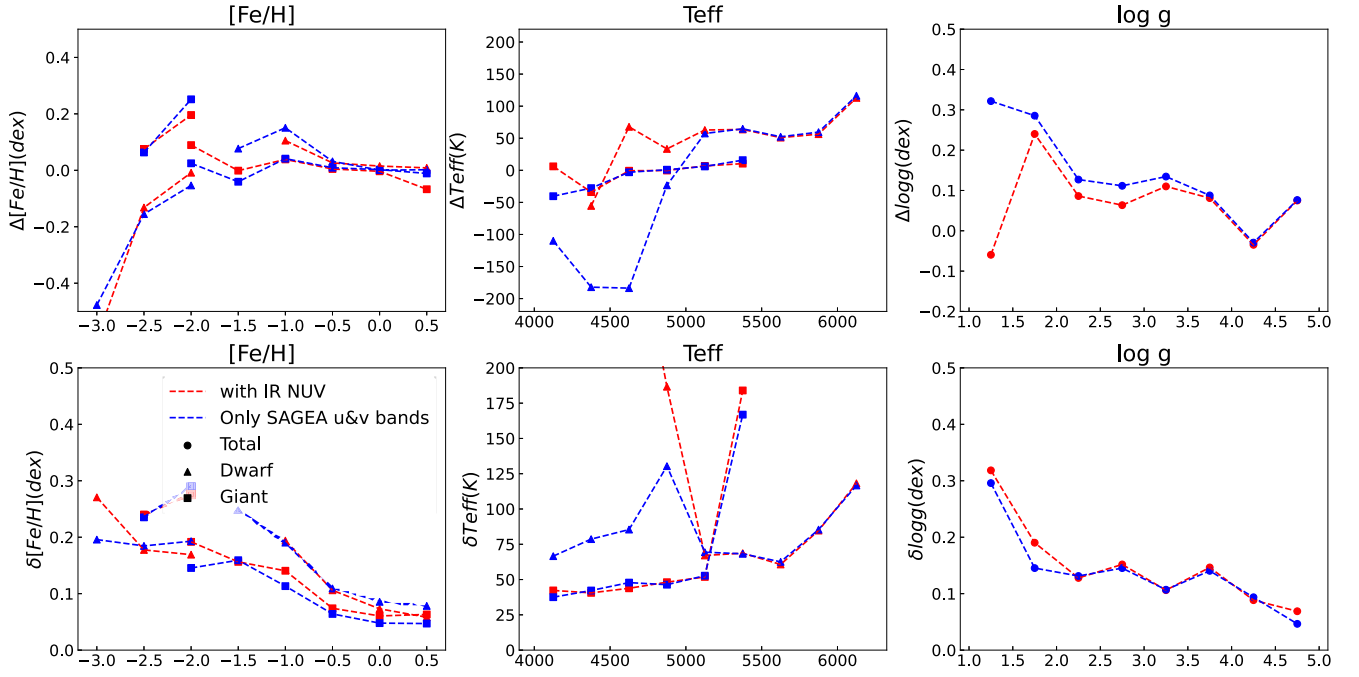 [Fe/H]
Δ[Fe/H](dex)
0.4
0.2
0.0
−0.2
−0.4
−3.0 −2.5 −2.0 −1.5 −1.0 −0.5 0.0 0.5
Teff
ΔTeff(K)
200
150
100
50
0
−50
−100
−150
−200
4000 4500 5000 5500 6000
log g
Δlogg(dex)
0.5
0.4
0.3
0.2
0.1
0.0
−0.1
−0.2
1.0 1.5 2.0 2.5 3.0 3.5 4.0 4.5 5.0
[Fe/H]
δ[Fe/H](dex)
0.5
0.4
0.3
0.2
0.1
0.0
with IR NUV
Only SAGEA u&v bands
Total
Dwarf
Giant
−3.0 −2.5 −2.0 −1.5 −1.0 −0.5 0.0 0.5
Teff
δTeff(K)
200
175
150
125
100
75
50
25
0
4000 4500 5000 5500 6000
log g
δlogg(dex)
0.5
0.4
0.3
0.2
0.1
0.0
1.0 1.5 2.0 2.5 3.0 3.5 4.0 4.5 5.0